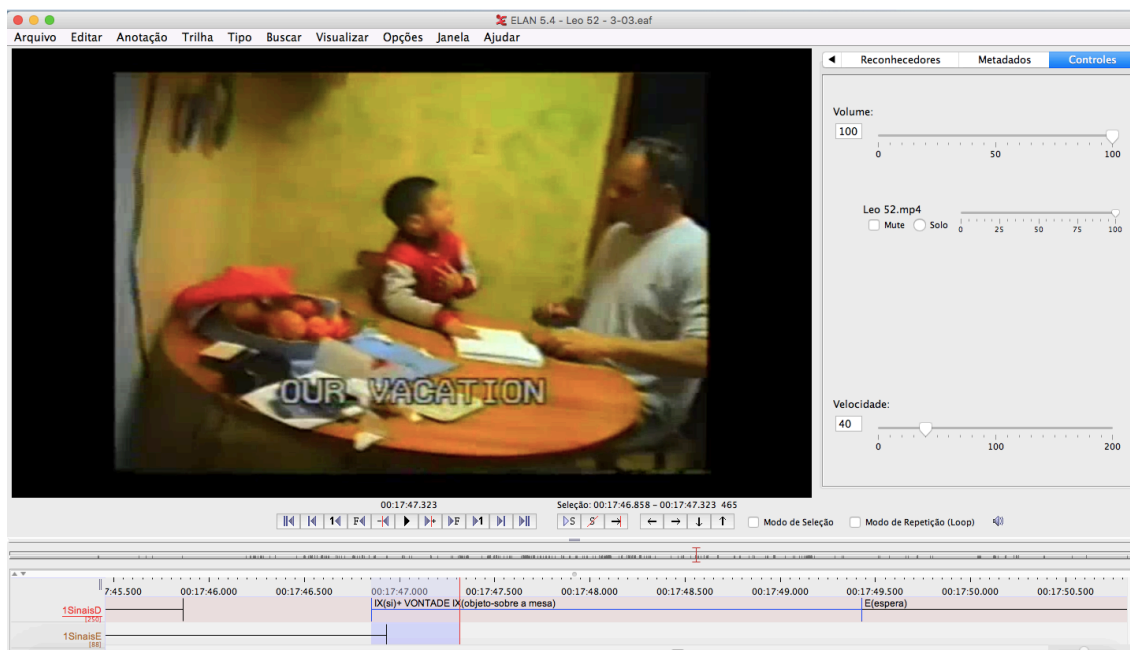 ELAN 5.4 - Leo 52 - 3-03.eaf
Arquivo Editar Anotação Trilha Tipo Buscar Visualizar Opções Janela Ajudar
Reconhecedores Metadados Controles
Volume:
100
0 50 100
Leo 52.mp4
Mute Solo
0 25 50 75 100
OUR VACATION
Velocidade:
40
0 100 200
00:17:47.323
Seleção: 00:17:46.858 - 00:17:47.323 465
1 F F 1 S S
Modo de Seleção Modo de Repetição (Loop)
7:45.500 00:17:46.000 00:17:46.500 00:17:47.000 00:17:47.500 00:17:48.000 00:17:48.500 00:17:49.000 00:17:49.500 00:17:50.000 00:17:50.500
1SinaisD
[250]
IX(si)+ VONTADE IX(objeto-sobre a mesa) E(espera)
1SinaisE
[88]